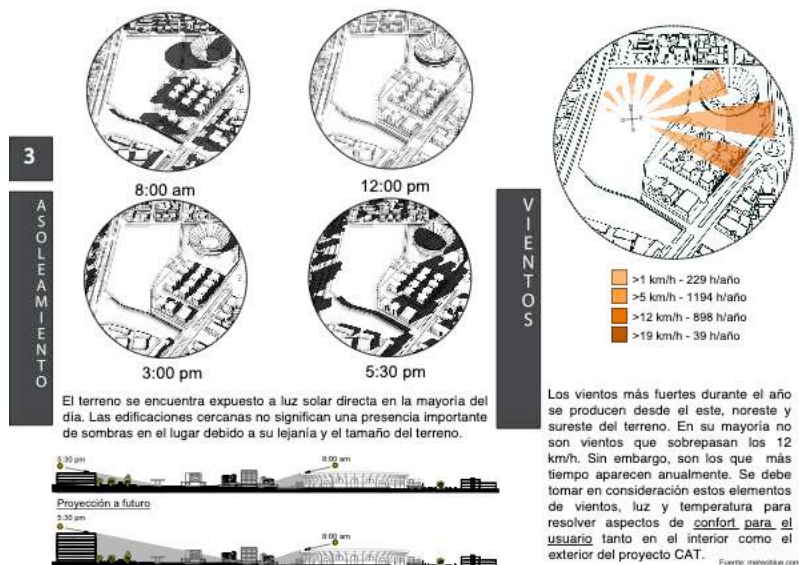 3
ASOLEAMIENTO
8:00 am
12:00 pm
3:00 pm
5:30 pm
El terreno se encuentra expuesto a luz solar directa en la mayoría del
día. Las edificaciones cercanas no significan una presencia importante
de sombras en el lugar debido a su lejanía y el tamaño del terreno.
5:30 pm
8:00 am
Proyección a futuro
5:30 pm
8:00 am
VIENTOS
>1 km/h - 229 h/año
>5 km/h - 1194 h/año
>12 km/h - 898 h/año
>19 km/h - 39 h/año
Los vientos más fuertes durante el año
se producen desde el este, noreste y
sureste del terreno. En su mayoría no
son vientos que sobrepasan los 12
km/h. Sin embargo, son los que más
tiempo aparecen anualmente. Se debe
tomar en consideración estos elementos
de vientos, luz y temperatura para
resolver aspectos de confort para el
usuario tanto en el interior como el
exterior del proyecto CAT.
Fuente: meteoblue.com